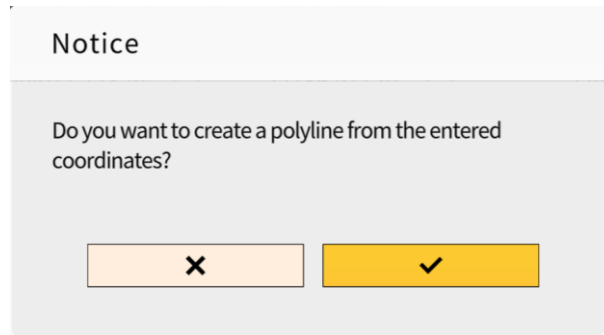 Notice
Do you want to create a polyline from the entered
coordinates?